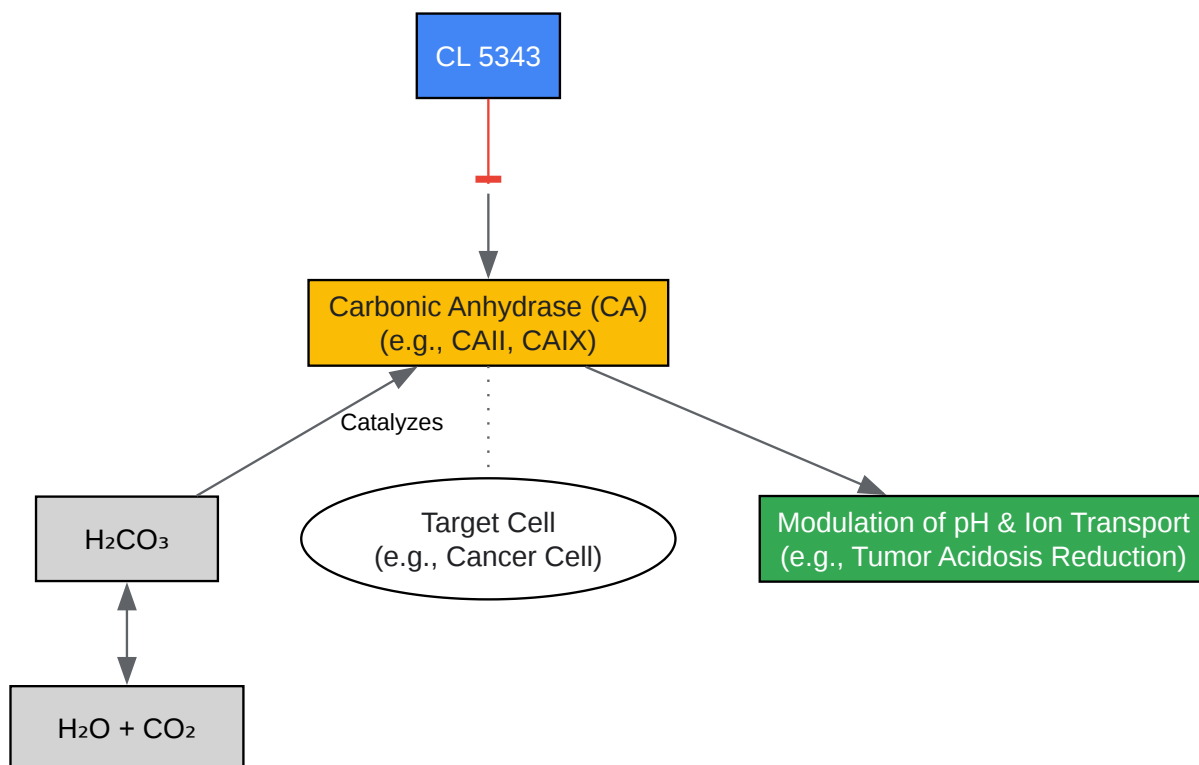 CL 5343
Carbonic Anhydrase (CA)
(e.g., CAII, CAIX)
Catalyzes
H₂CO₃
Target Cell
(e.g., Cancer Cell)
Modulation of pH & Ion Transport
(e.g., Tumor Acidosis Reduction)
H₂O + CO₂